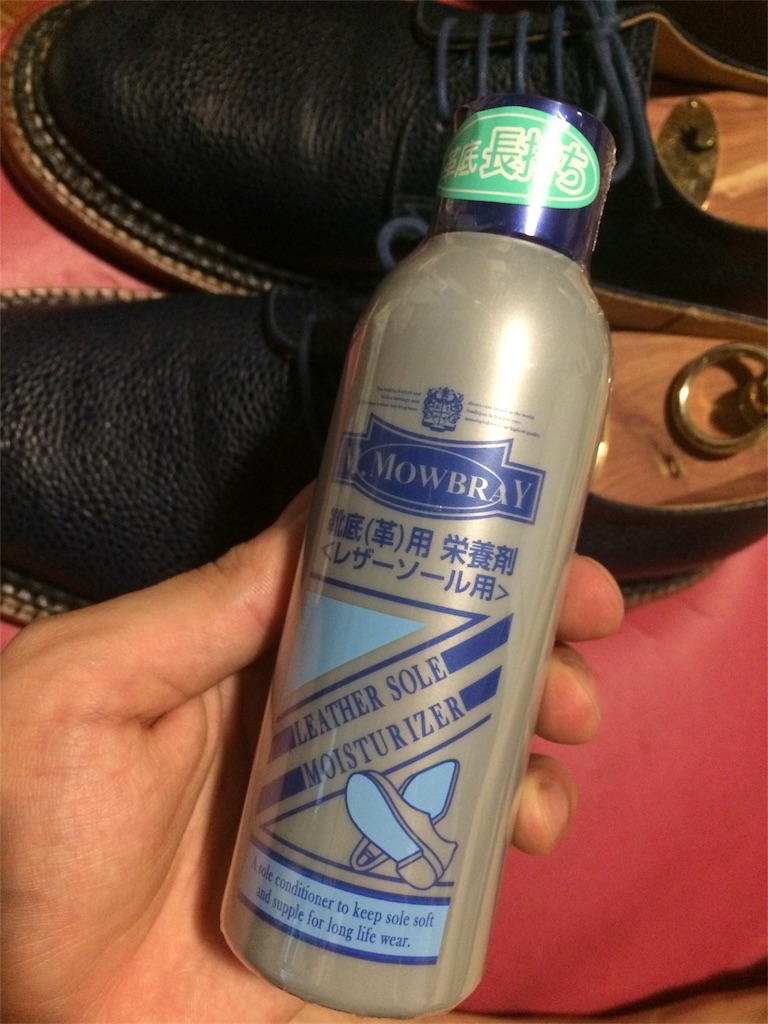 革底 長持ち
M. MOWBRAY
底(革)用 栄養剤
<レザーソール用>
LEATHER SOLE
MOISTURIZER
A sole conditioner to keep sole soft
and supple for long life wear.